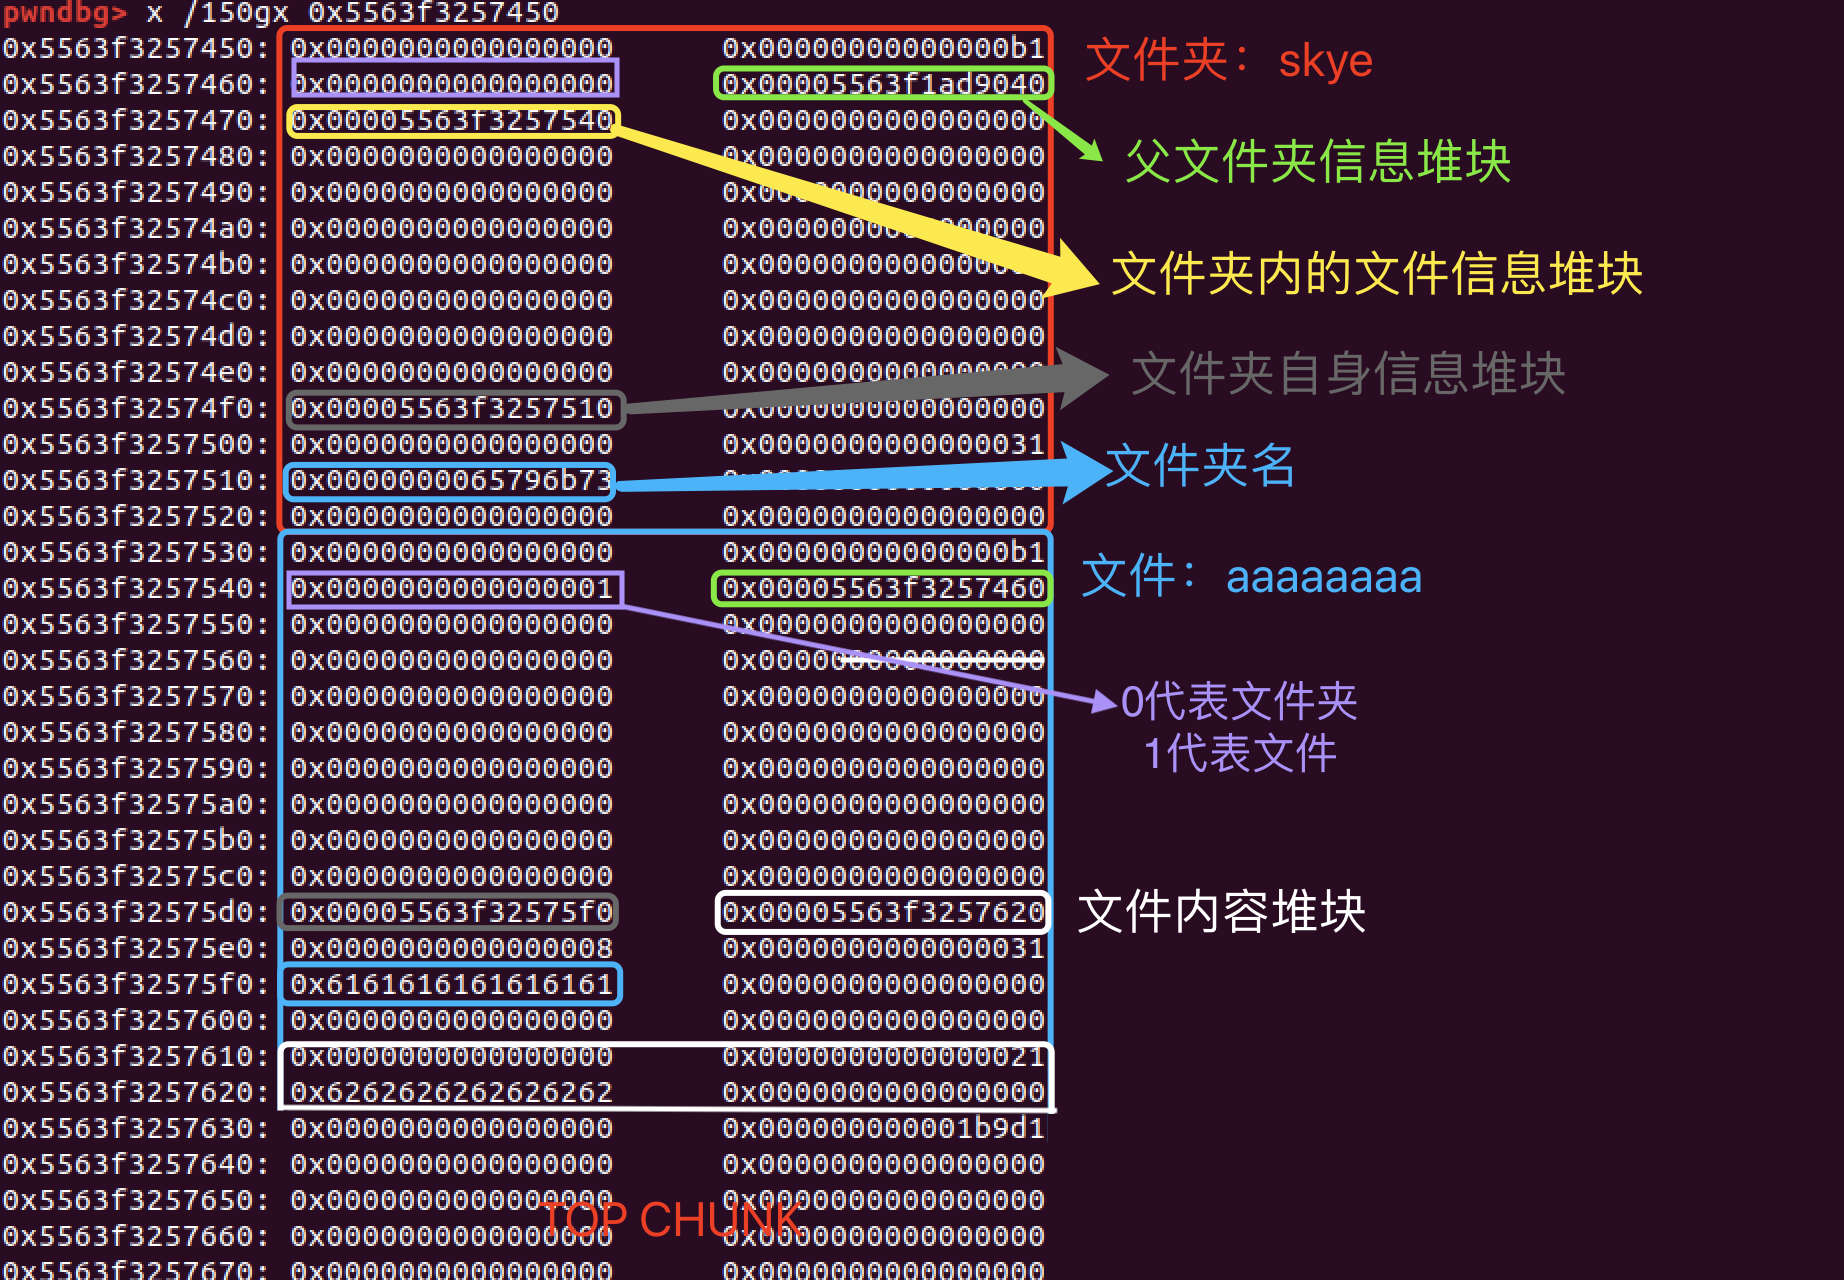 pwndbg> x /150gx 0x5563f3257450
0x5563f3257450: 0x0000000000000000 0x00000000000000b1 文件夹：skye
0x5563f3257460: 0x0000000000000000 0x00005563f1ad9040
0x5563f3257470: 0x00005563f3257540 0x0000000000000000
0x5563f3257480: 0x0000000000000000 0x0000000000000000 父文件夹信息堆块
0x5563f3257490: 0x0000000000000000 0x0000000000000000
0x5563f32574a0: 0x0000000000000000 0x0000000000000000
0x5563f32574b0: 0x0000000000000000 0x0000000000000000 文件夹内的文件信息堆块
0x5563f32574c0: 0x0000000000000000 0x0000000000000000
0x5563f32574d0: 0x0000000000000000 0x0000000000000000
0x5563f32574e0: 0x0000000000000000 0x0000000000000000 文件夹自身信息堆块
0x5563f32574f0: 0x00005563f3257510 0x0000000000000000
0x5563f3257500: 0x0000000000000000 0x0000000000000031
0x5563f3257510: 0x0000000065796b73 0x0000000000000000 文件夹名
0x5563f3257520: 0x0000000000000000 0x0000000000000000
0x5563f3257530: 0x0000000000000000 0x00000000000000b1
0x5563f3257540: 0x0000000000000001 0x00005563f3257460 文件：aaaaaaaa
0x5563f3257550: 0x0000000000000000 0x0000000000000000
0x5563f3257560: 0x0000000000000000 0x0000000000000000
0x5563f3257570: 0x0000000000000000 0x0000000000000000 0代表文件夹
0x5563f3257580: 0x0000000000000000 0x0000000000000000 1代表文件
0x5563f3257590: 0x0000000000000000 0x0000000000000000
0x5563f32575a0: 0x0000000000000000 0x0000000000000000
0x5563f32575b0: 0x0000000000000000 0x0000000000000000
0x5563f32575c0: 0x0000000000000000 0x0000000000000000
0x5563f32575d0: 0x00005563f32575f0 0x00005563f3257620 文件内容堆块
0x5563f32575e0: 0x0000000000000008 0x0000000000000031
0x5563f32575f0: 0x6161616161616161 0x0000000000000000
0x5563f3257600: 0x0000000000000000 0x0000000000000000
0x5563f3257610: 0x0000000000000000 0x0000000000000021
0x5563f3257620: 0x6262626262626262 0x0000000000000000
0x5563f3257630: 0x0000000000000000 0x000000000001b9d1
0x5563f3257640: 0x0000000000000000 0x0000000000000000
0x5563f3257650: 0x0000000000000000 0x0000000000000000
TOP CHUNK
0x5563f3257660: 0x0000000000000000 0x0000000000000000
0x5563f3257670: 0x0000000000000000 0x0000000000000000